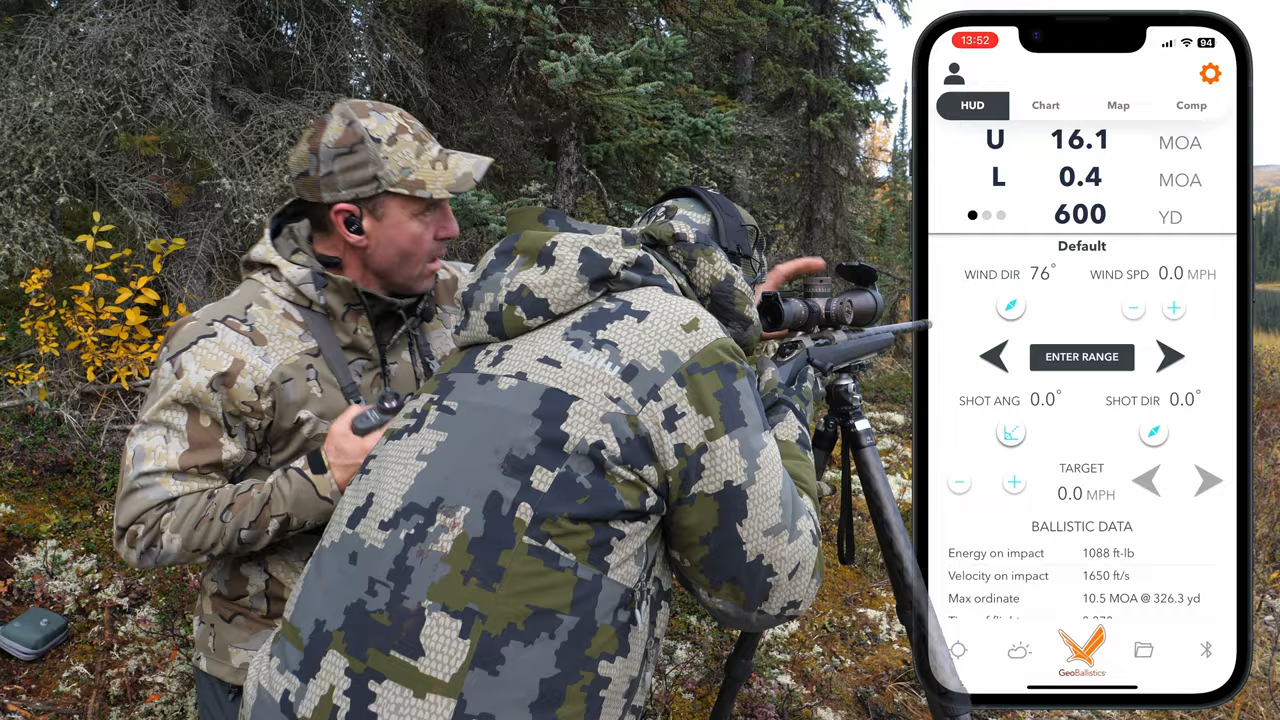 13:52
94
HUD Chart Map Comp
U 16.1 MOA
L 0.4 MOA
600 YD
Default
WIND DIR 76° WIND SPD 0.0 MPH
ENTER RANGE
SHOT ANG 0.0° SHOT DIR 0.0°
TARGET
0.0 MPH
BALLISTIC DATA
Energy on impact 1088 ft-lb
Velocity on impact 1650 ft/s
Max ordinate 10.5 MOA @ 326.3 yd
GeoBallistics